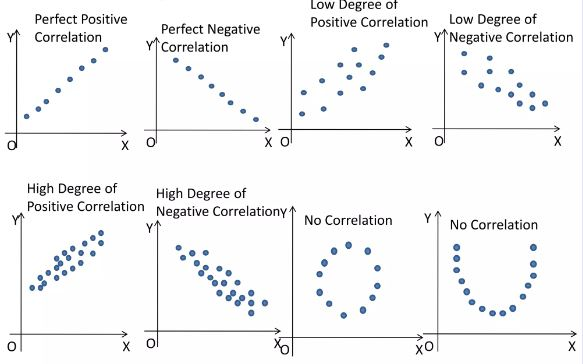 Perfect Positive
Correlation
Y
O
X
Perfect Negative
Correlation
Y
O
X
Low Degree of
Positive Correlation
Y
O
X
Low Degree of
Negative Correlation
Y
O
X
High Degree of
Positive Correlation
Y
O
X
High Degree of
Negative Correlation
Y
O
X
No Correlation
Y
O
X
No Correlation
Y
O
X